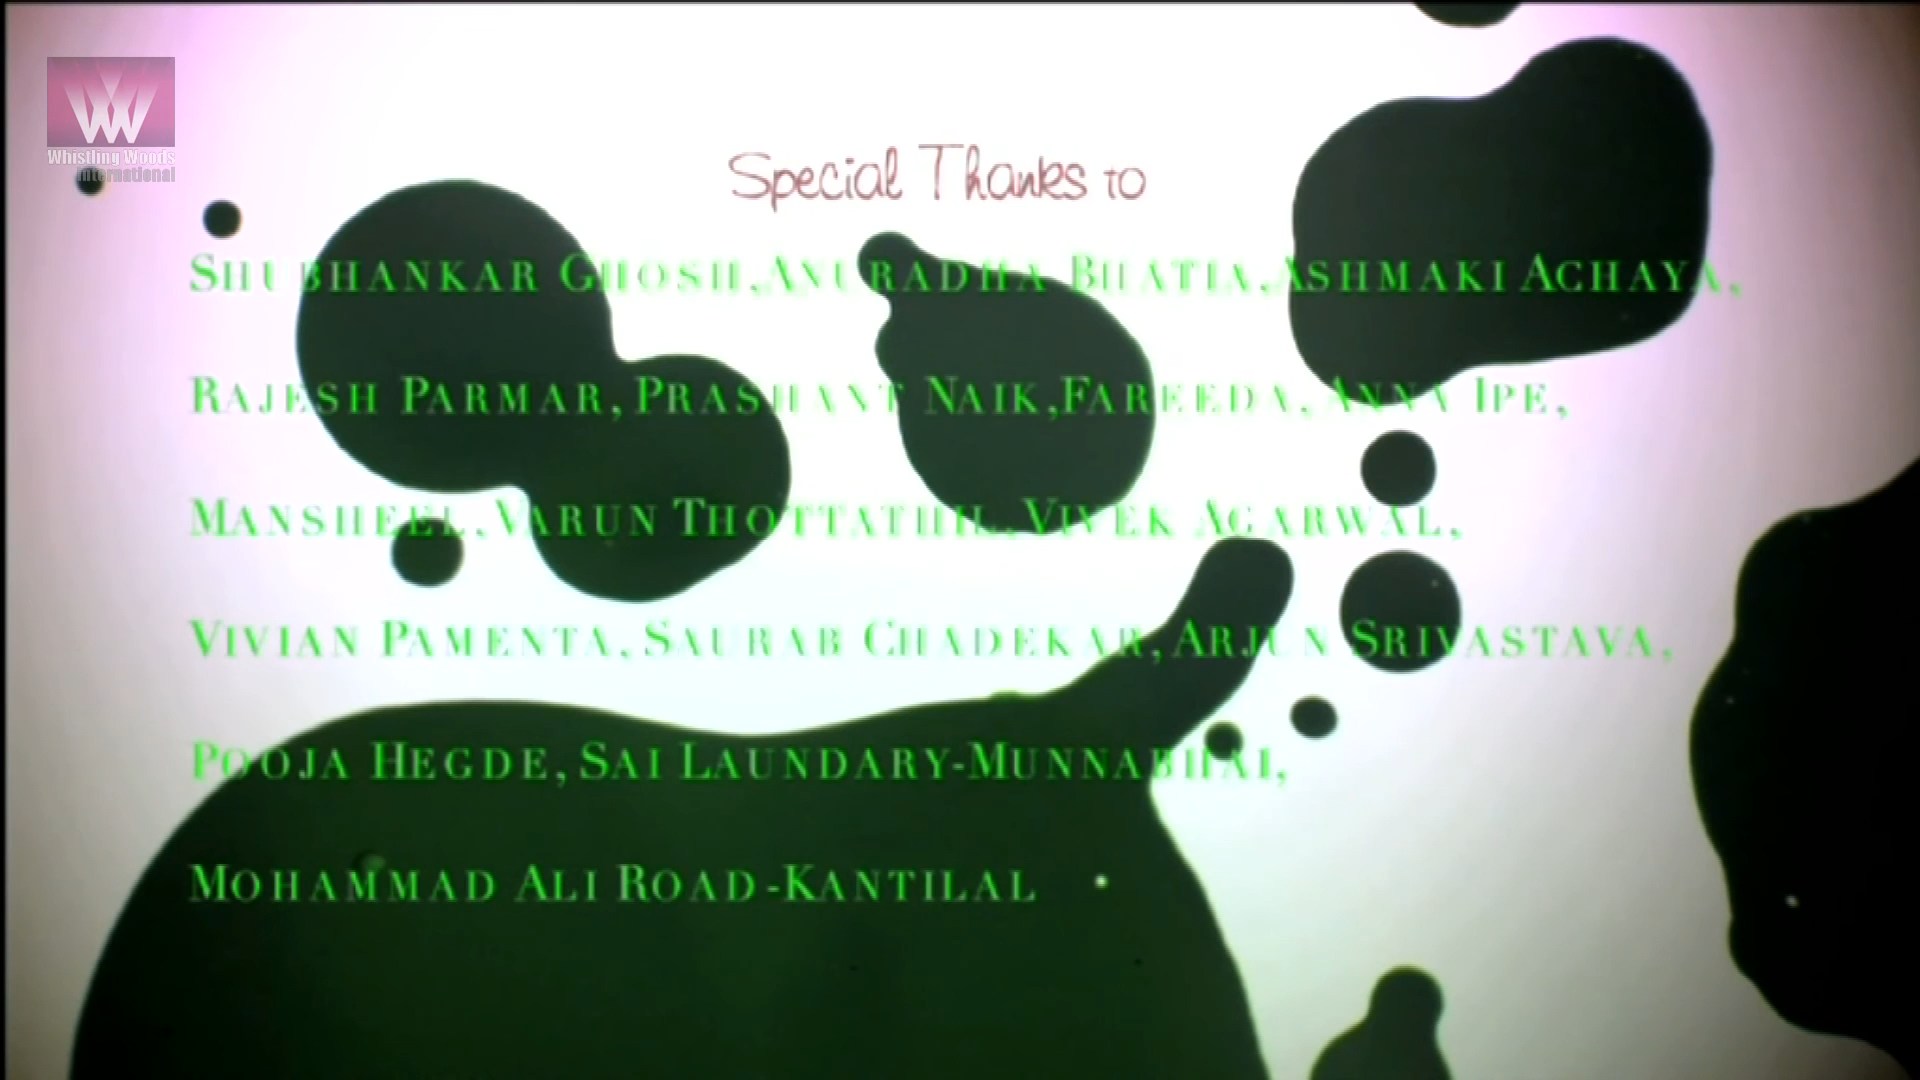 Whistling Woods
International
Special Thanks to
SHUBHANKAR GHOSH,ANURADHA BHATIA,ASHMAKI ACHAYA,
RAJESH PARMAR,PRASHANT NAIK,FAREEDA,ANNA IPE,
MANSHEEL,VARUN THOTTATHIL,VIVEK AGARWAL,
VIVIAN PAMENTA,SAURAB CHADEKAR,ARJUN SRIVASTAVA,
POOJA HEGDE,SAI LAUNDARY-MUNNABHAI,
MOHAMMAD ALI ROAD-KANTILAL